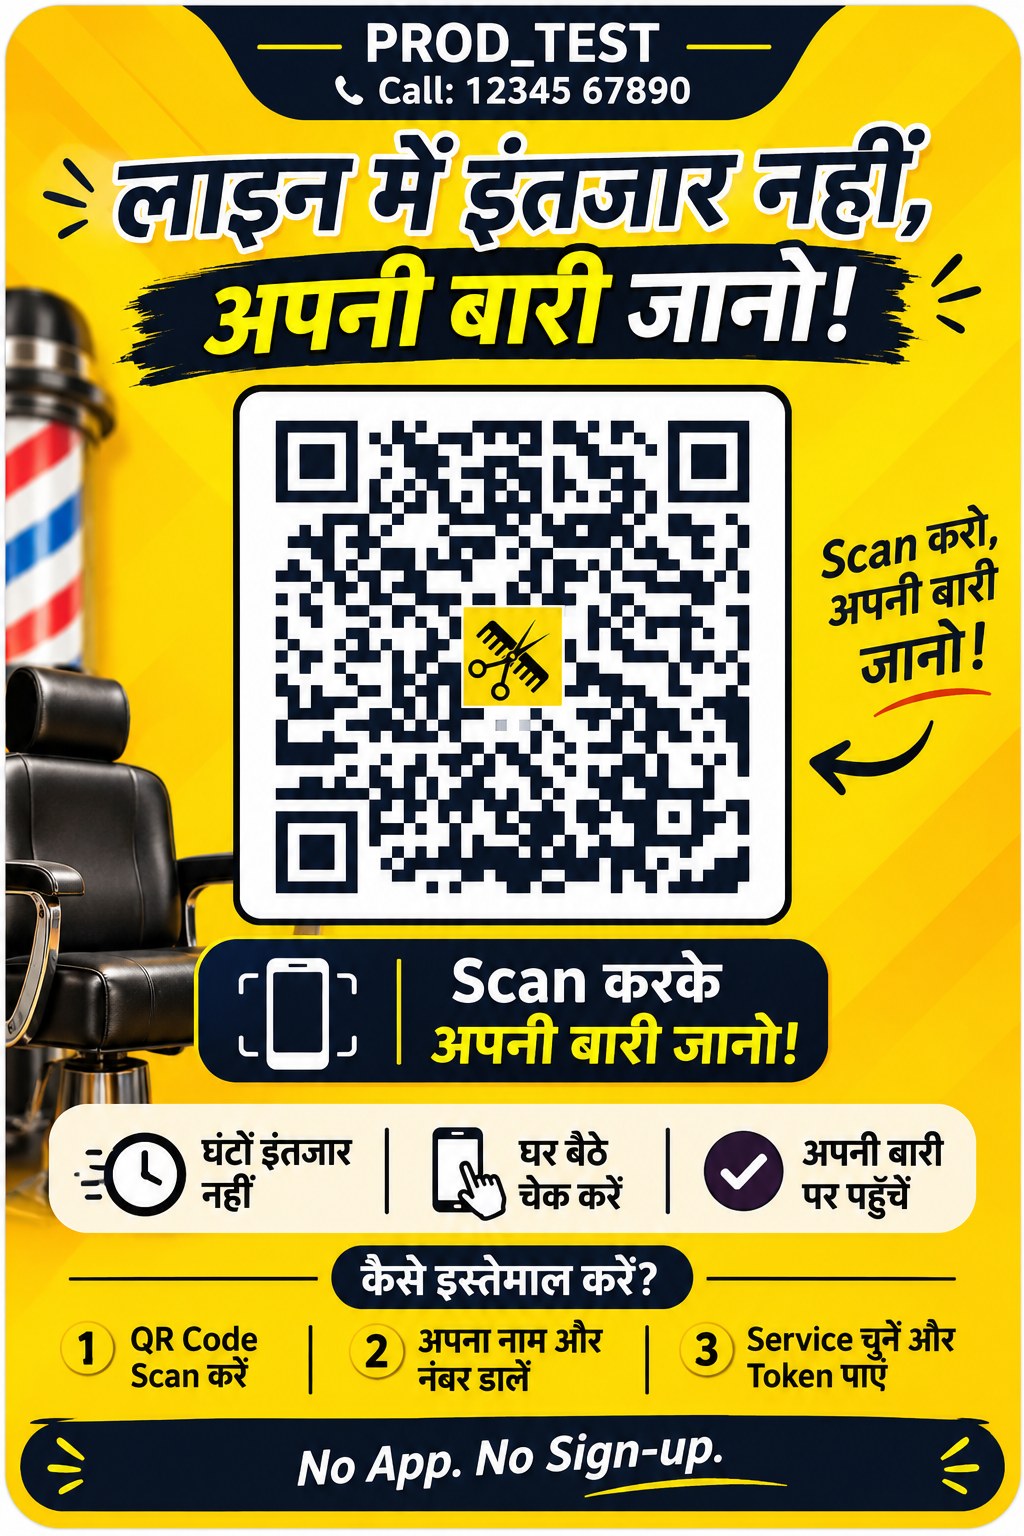 PROD_TEST
Call: 12345 67890
लाइन में इंतजार नहीं,
अपनी बारी जानो!
Scan करो,
अपनी बारी
जानो!
Scan करके
अपनी बारी जानो!
घंटों इंतजार
नहीं
घर बैठे
चेक करें
अपनी बारी
पर पहुँचें
कैसे इस्तेमाल करें?
1 QR Code
Scan करें
2 अपना नाम और
नंबर डालें
3 Service चुनें और
Token पाएं
No App. No Sign-up.